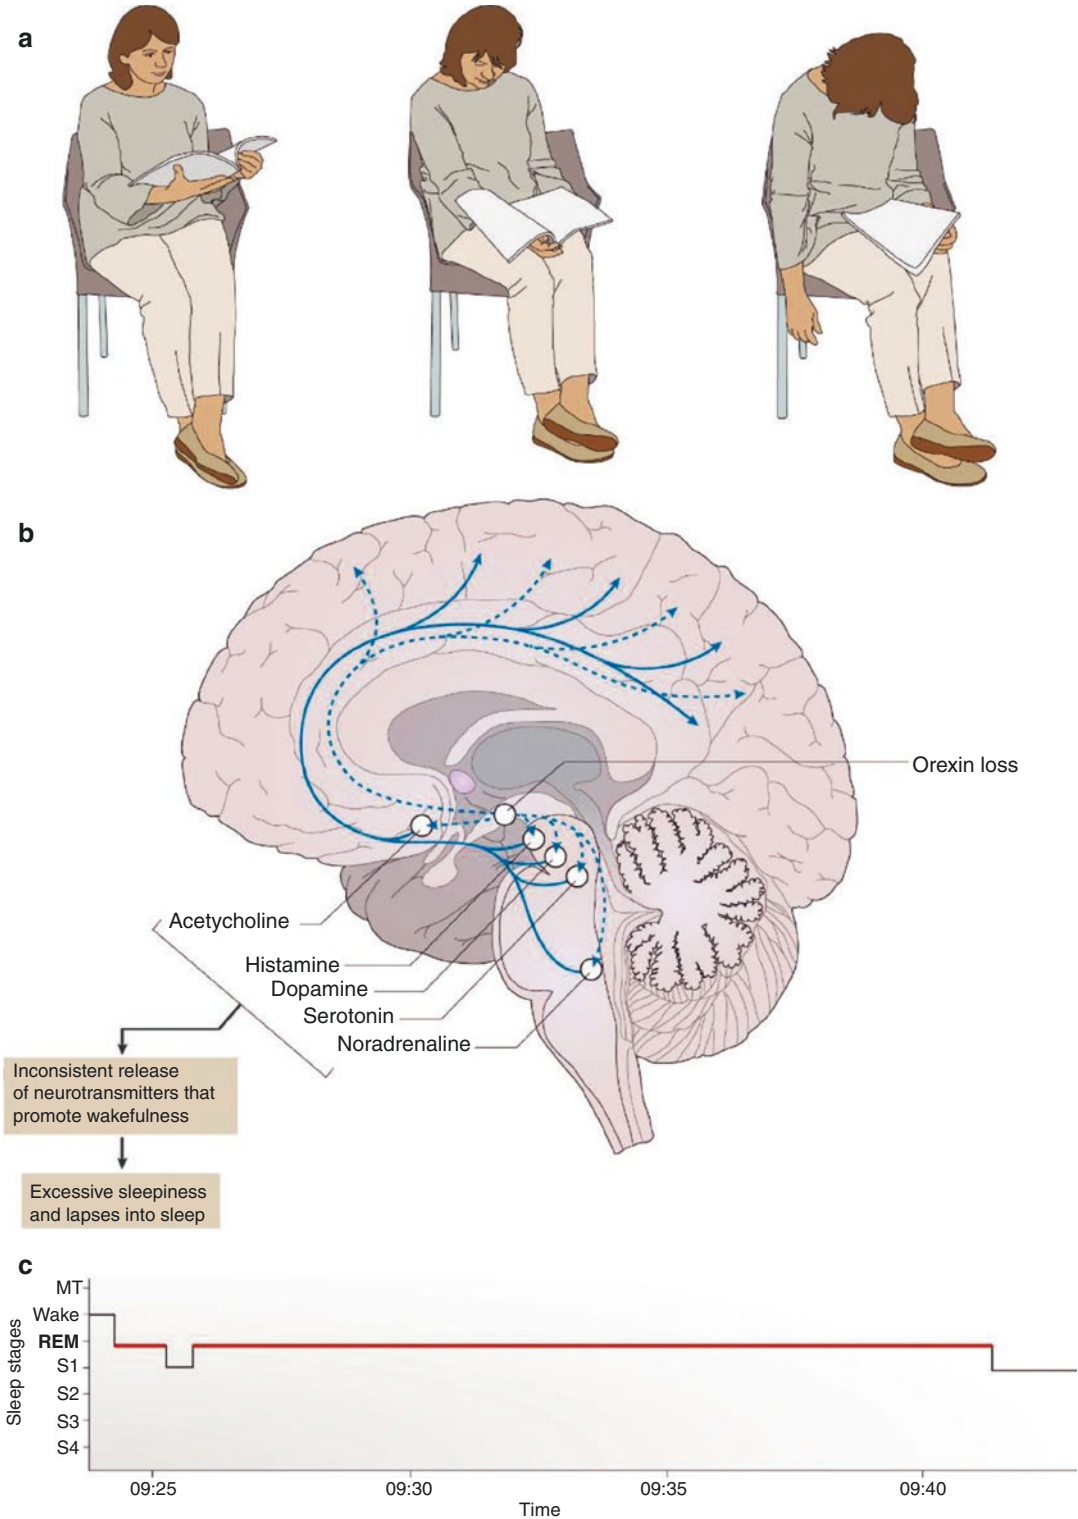 a
b
Orexin loss
Acetycholine
Histamine
Dopamine
Serotonin
Noradrenaline
Inconsistent release
of neurotransmitters that
promote wakefulness
Excessive sleepiness
and lapses into sleep
c
Sleep stages
MT
Wake
REM
S1
S2
S3
S4
09:25 09:30 09:35 09:40
Time